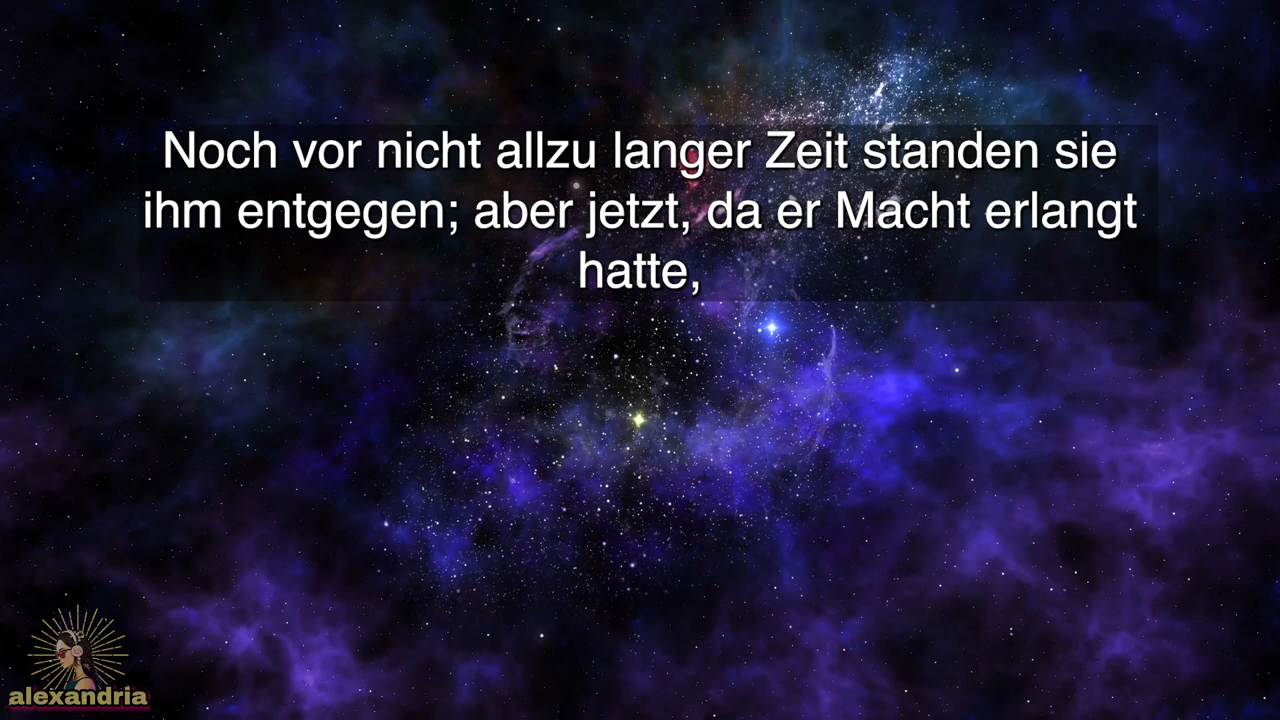 Noch vor nicht allzu langer Zeit standen sie
ihm entgegen; aber jetzt, da er Macht erlangt
hatte,
alexandria